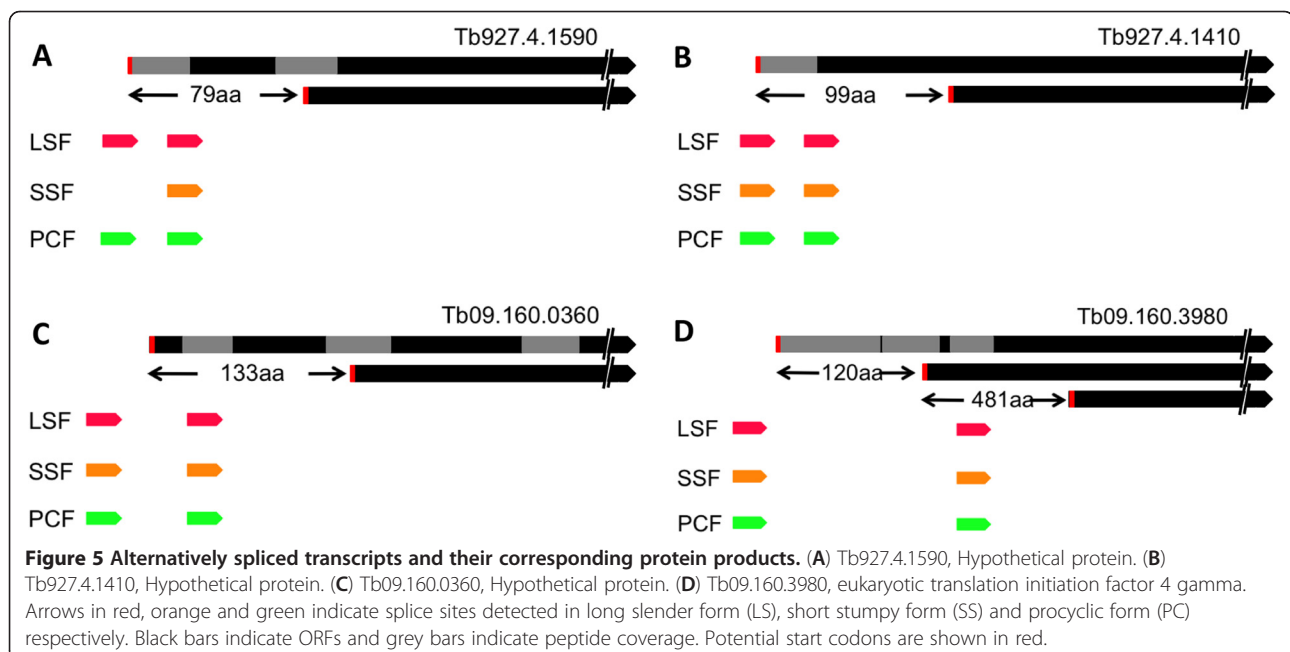 A
Tb927.4.1590
79aa
LSF
SSF
PCF
B
Tb927.4.1410
99aa
LSF
SSF
PCF
C
Tb09.160.0360
133aa
LSF
SSF
PCF
D
Tb09.160.3980
120aa
481aa
LSF
SSF
PCF
Figure 5 Alternatively spliced transcripts and their corresponding protein products. (A) Tb927.4.1590, Hypothetical protein. (B)
Tb927.4.1410, Hypothetical protein. (C) Tb09.160.0360, Hypothetical protein. (D) Tb09.160.3980, eukaryotic translation initiation factor 4 gamma.
Arrows in red, orange and green indicate splice sites detected in long slender form (LS), short stumpy form (SS) and procyclic form (PC)
respectively. Black bars indicate ORFs and grey bars indicate peptide coverage. Potential start codons are shown in red.